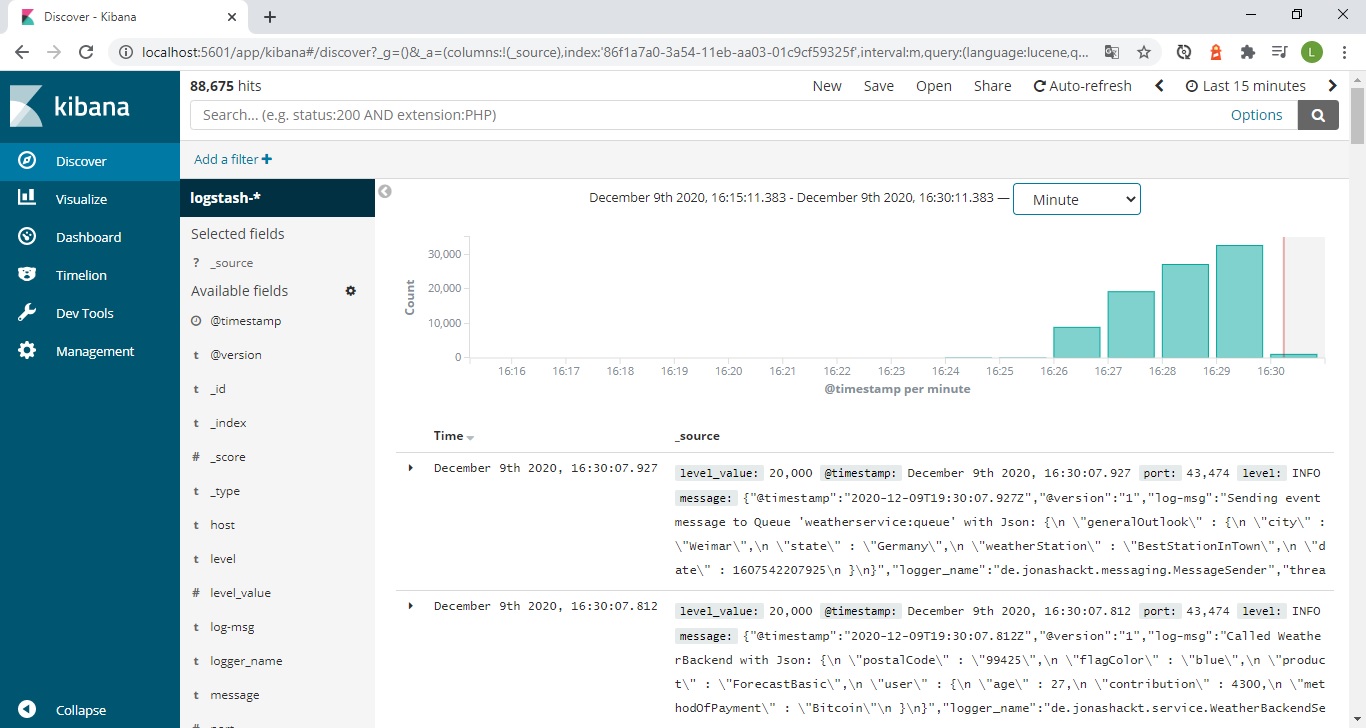 Discover - Kibana
localhost:5601/app/kibana#/discover?_g=()&_a=(columns:!(_source),index:'86f1a7a0-3a54-11eb-aa03-01c9cf59325f',interval:m,query:(language:lucene,q...
L
kibana
Discover
Visualize
Dashboard
Timelion
Dev Tools
Management
Collapse
88,675 hits
New Save Open Share Auto-refresh Last 15 minutes
Search... (e.g. status:200 AND extension:PHP) Options
Add a filter +
logstash-*
Selected fields
? _source
Available fields
@timestamp
t @version
t _id
t _index
# _score
t _type
t host
t level
# level_value
t log-msg
t logger_name
t message
December 9th 2020, 16:15:11.383 - December 9th 2020, 16:30:11.383 — Minute
30,000
20,000
10,000
0
Count
16:16 16:17 16:18 16:19 16:20 16:21 16:22 16:23 16:24 16:25 16:26 16:27 16:28 16:29 16:30
@timestamp per minute
Time _source
December 9th 2020, 16:30:07.927
level_value: 20,000 @timestamp: December 9th 2020, 16:30:07.927 port: 43,474 level: INFO
message: {"@timestamp":"2020-12-09T19:30:07.927Z","@version":"1","log-msg":"Sending event
message to Queue 'weatherservice:queue' with Json: {\n \"generalOutlook\" : {\n \"city\" :
\"Weimar\",\n \"state\" : \"Germany\",\n \"weatherStation\" : \"BestStationInTown\",\n \"d
ate\" : 1607542207925\n }\n}","logger_name":"de.jonashackt.messaging.MessageSender","threa
December 9th 2020, 16:30:07.812
level_value: 20,000 @timestamp: December 9th 2020, 16:30:07.812 port: 43,474 level: INFO
message: {"@timestamp":"2020-12-09T19:30:07.812Z","@version":"1","log-msg":"Called Weathe
rBackend with Json: {\n \"postalCode\" : \"99425\",\n \"flagColor\" : \"blue\",\n \"produc
t\" : \"ForecastBasic\",\n \"user\" : {\n \"age\" : 27,\n \"contribution\" : 4300,\n \"met
hodOfPayment\" : \"Bitcoin\"\n }\n}","logger_name":"de.jonashackt.service.WeatherBackendSe